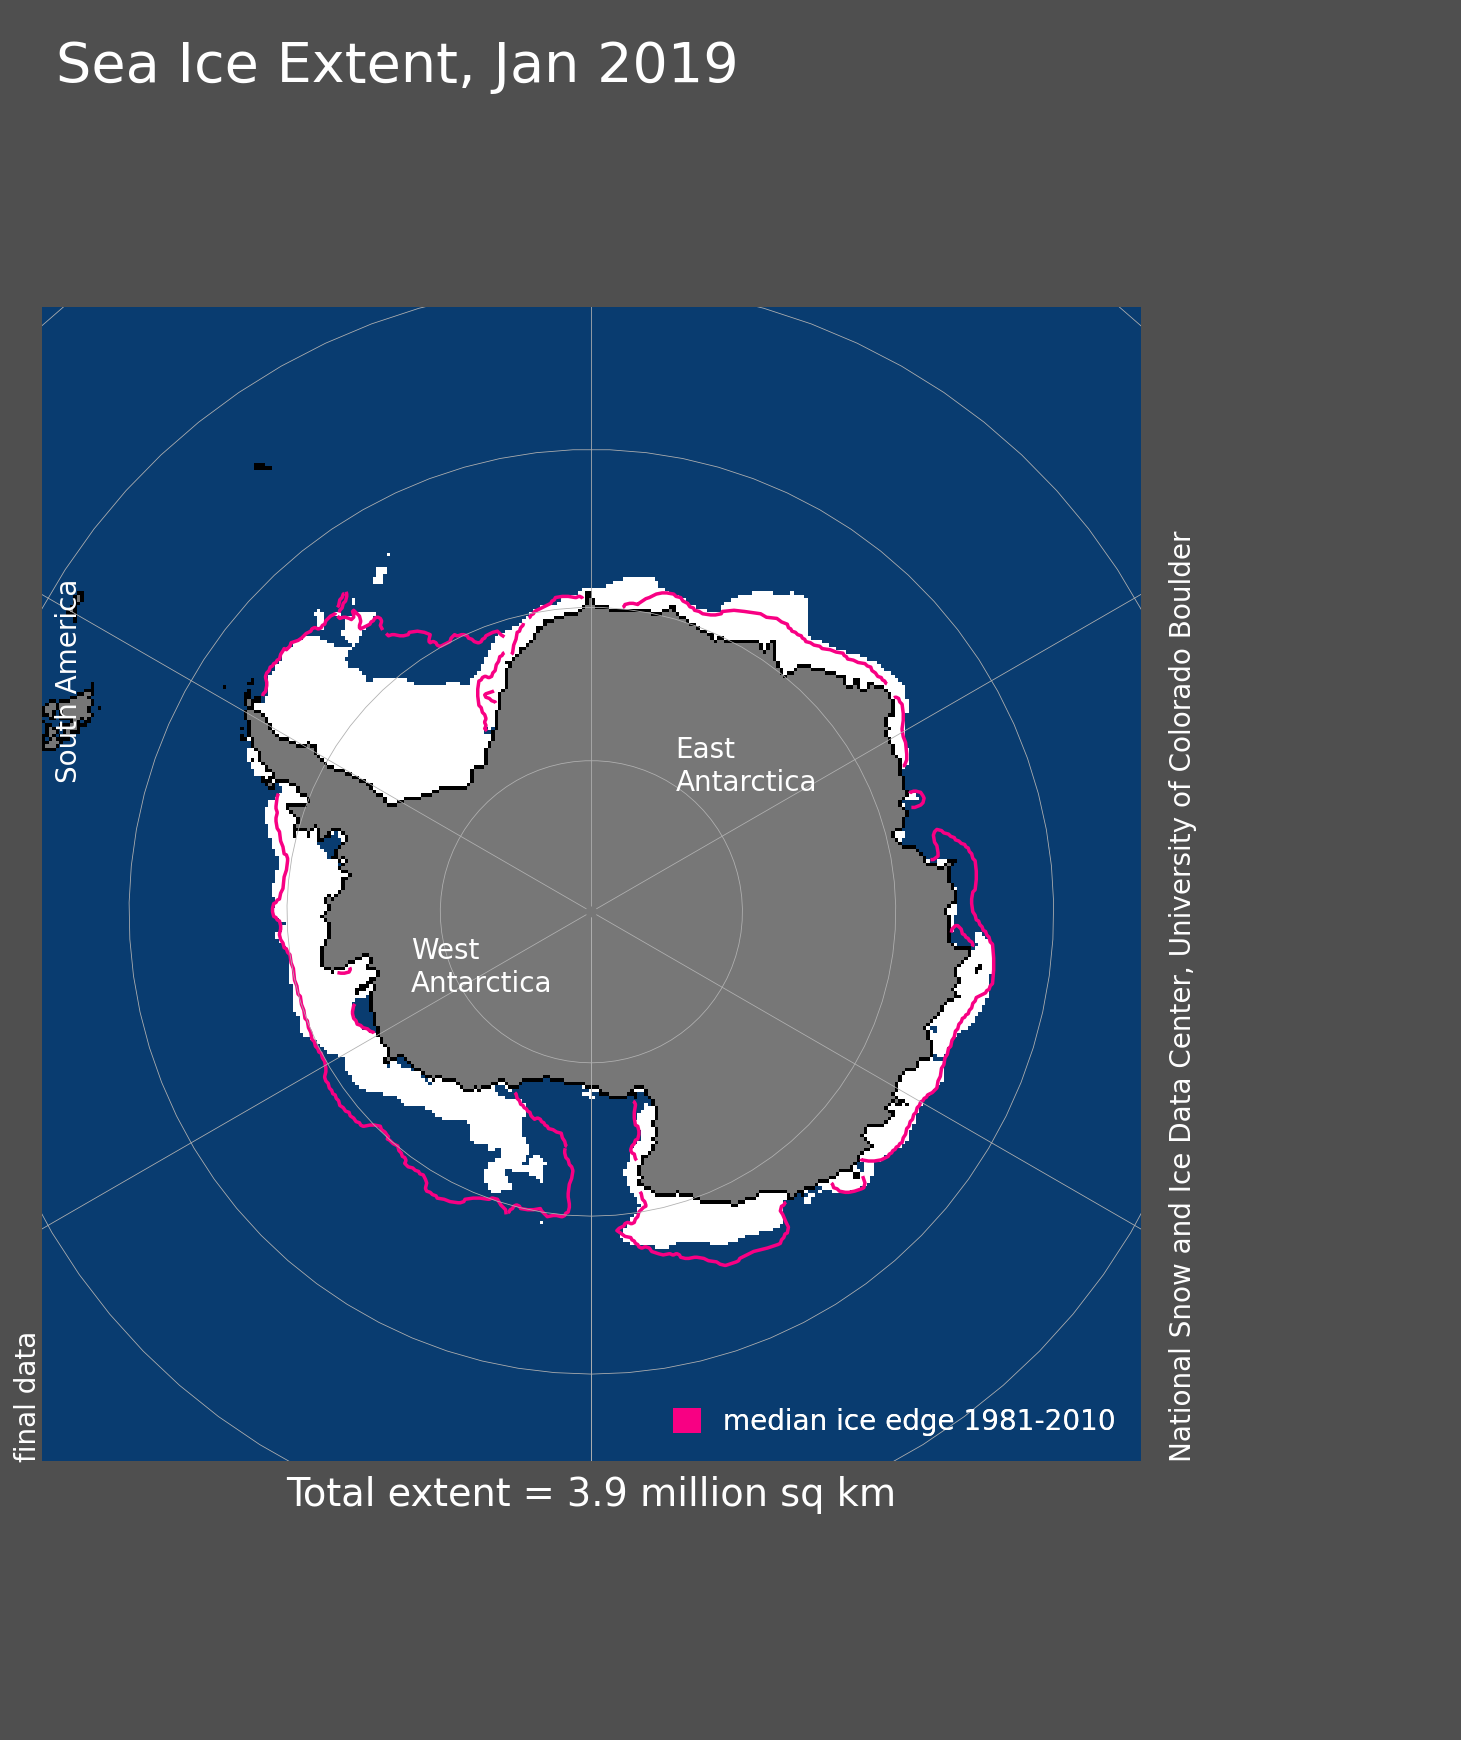 Sea Ice Extent, Jan 2019
South America
East
Antarctica
West
Antarctica
National Snow and Ice Data Center, University of Colorado Boulder
final data
median ice edge 1981-2010
Total extent = 3.9 million sq km